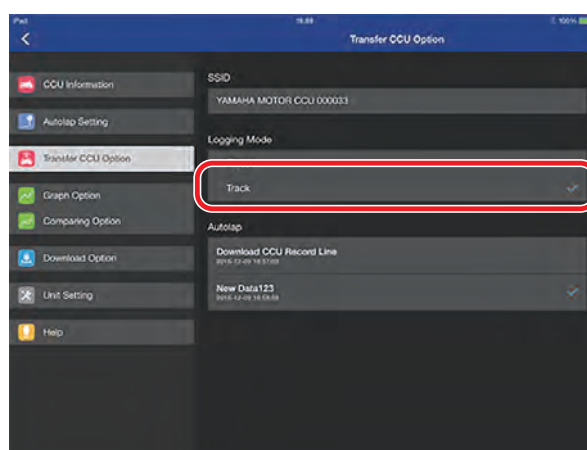 iPad
100%
Transfer CCU Option
SSID
CCU Information
YAMAHA MOTOR CCU 000033
Autolap Setting
Logging Mode
Transfer CCU Option
Track
Graph Option
Comparing Option
Autolap
Download CCU Record Line
Download Option
New Data123
Unit Setting
Help